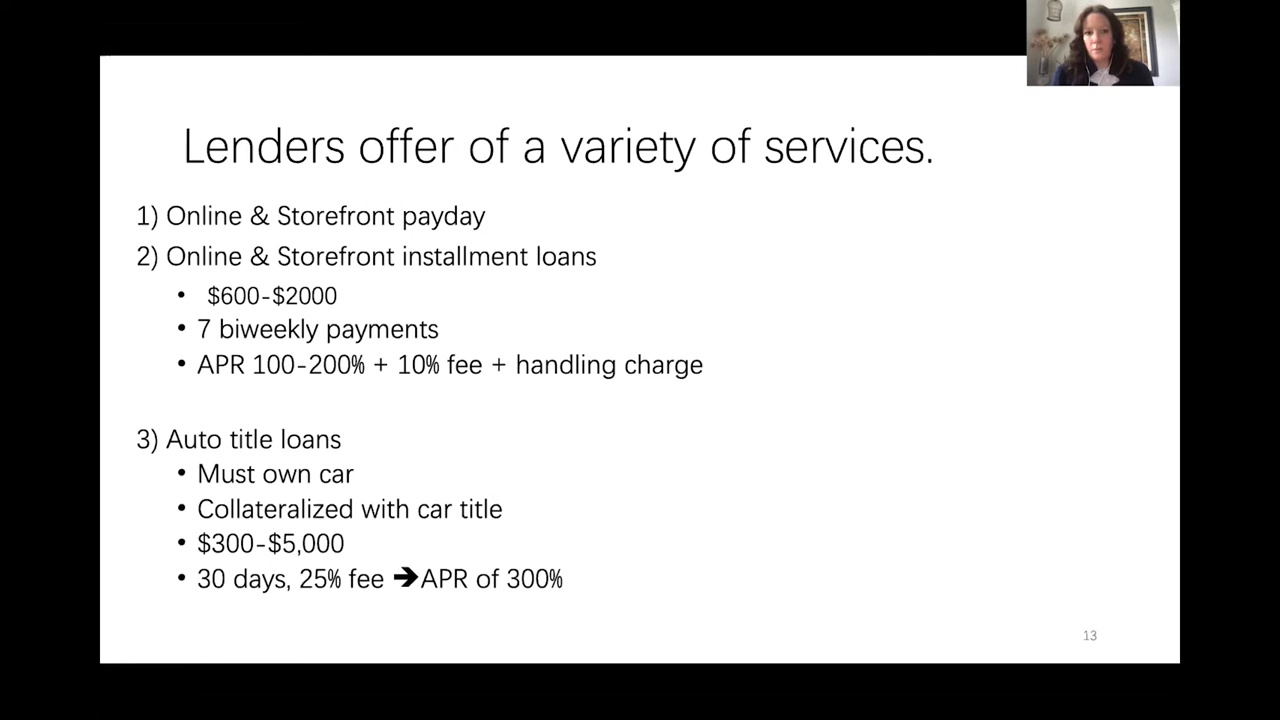 Lenders offer of a variety of services.
1) Online & Storefront payday
2) Online & Storefront installment loans
• $600-$2000
• 7 biweekly payments
• APR 100-200% + 10% fee + handling charge
3) Auto title loans
• Must own car
• Collateralized with car title
• $300-$5,000
• 30 days, 25% fee ➔APR of 300%
13